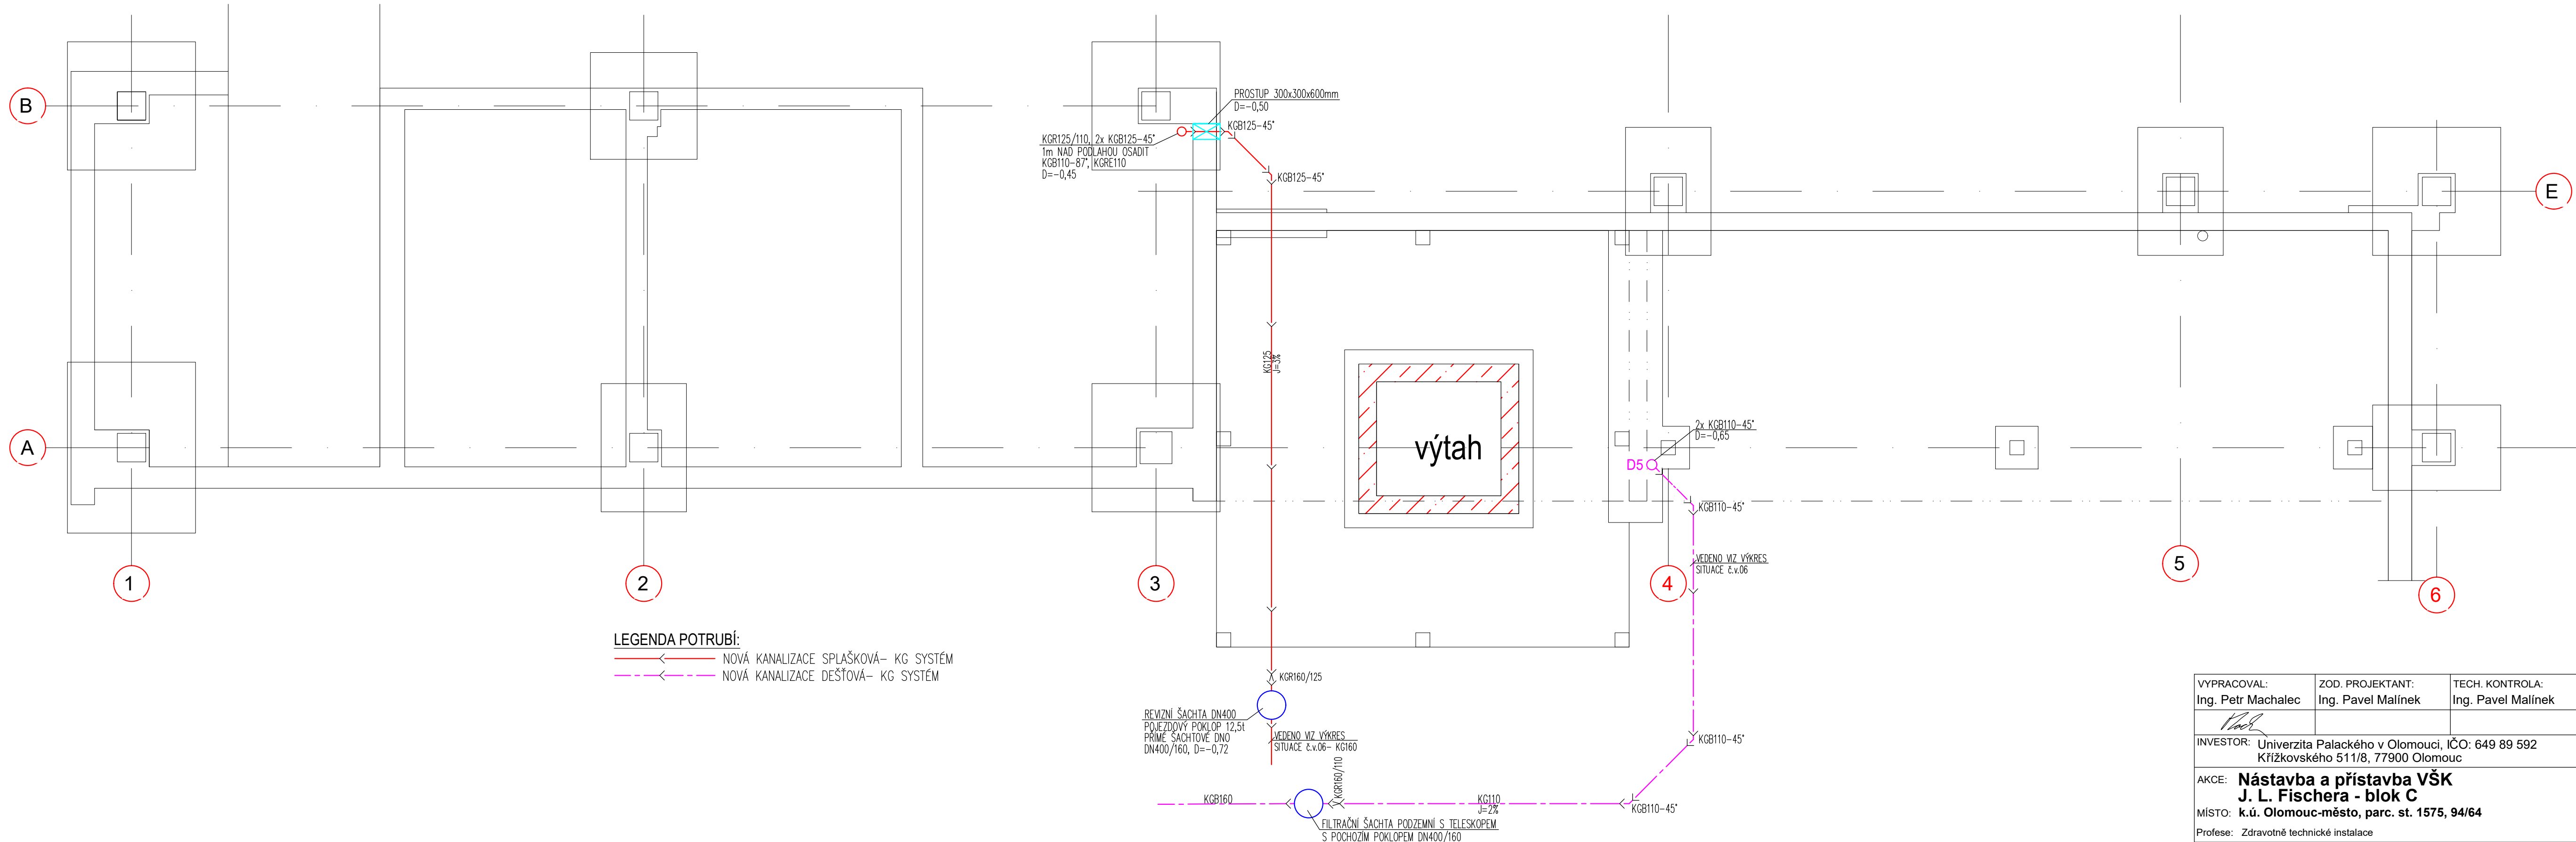 B
PROSTUP 300x300x600mm
D=-0,50
KGB125-45°
KGR125/110, 2x KGB125-45°
1m NAD PODLAHOU OSADIT
KGB110-87°, KGRE110
D=-0,45
KGB125-45°
E
KG125
J=3%
A
výtah
2x KGB110-45°
D=-0,65
D5
KGB110-45°
VEDENO VIZ VÝKRES
SITUACE č.v.06
1
2
3
4
5
6
LEGENDA POTRUBÍ:
NOVÁ KANALIZACE SPLAŠKOVÁ- KG SYSTÉM
NOVÁ KANALIZACE DEŠŤOVÁ- KG SYSTÉM
KGR160/125
REVIZNÍ ŠACHTA DN400
POJEZDOVÝ POKLOP 12,5t
PŘÍMÉ ŠACHTOVÉ DNO
DN400/160, D=-0,72
VEDENO VIZ VÝKRES
SITUACE č.v.06- KG160
KGB110-45°
KGB160
KGR160/110
KG110
J=2%
KGB110-45°
FILTRAČNÍ ŠACHTA PODZEMNÍ S TELESKOPEM
S POCHOZÍM POKLOPEM DN400/160
VYPRACOVAL: ZOD. PROJEKTANT: TECH. KONTROLA:
Ing. Petr Machalec Ing. Pavel Malínek Ing. Pavel Malínek
INVESTOR: Univerzita Palackého v Olomouci, IČO: 649 89 592
Křížkovského 511/8, 77900 Olomouc
AKCE: Nástavba a přístavba VŠK
J. L. Fischera - blok C
MÍSTO: k.ú. Olomouc-město, parc. st. 1575, 94/64
Profese: Zdravotně technické instalace